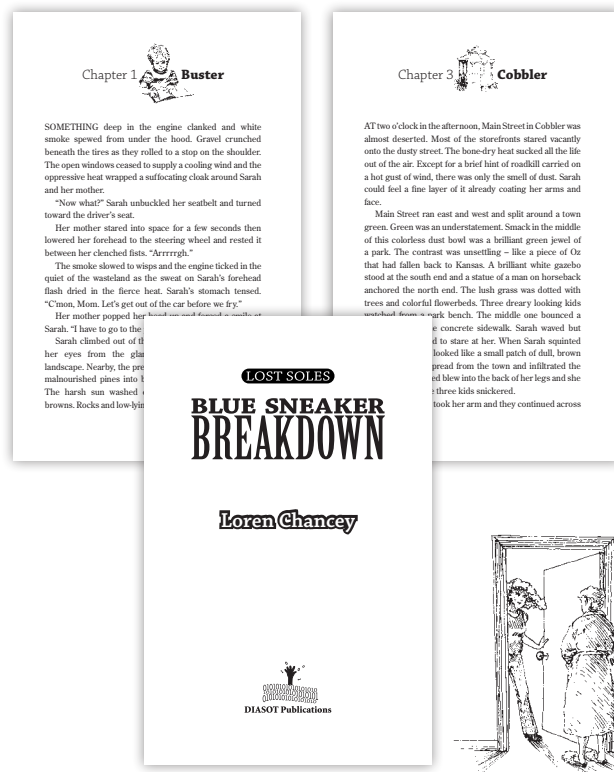 Chapter 1 Buster
SOMETHING deep in the engine clanked and white
smoke spewed from under the hood. Gravel crunched
beneath the tires as they rolled to a stop on the shoulder.
The open windows ceased to supply a cooling wind and the
oppressive heat wrapped a suffocating cloak around Sarah
and her mother.
“Now what?” Sarah unbuckled her seatbelt and turned
toward the driver’s seat.
Her mother stared into space for a few seconds then
lowered her forehead to the steering wheel and rested it
between her clenched fists. “Arrrrrgh.”
The smoke slowed to wisps and the engine ticked in the
quiet of the wasteland as the sweat on Sarah’s forehead
flash dried in the fierce heat. Sarah’s stomach tensed.
“C’mon, Mom. Let’s get out of the car before we fry.”
Her mother popped her head up and forced a smile at
Sarah. “I have to go to the
Sarah climbed out of th
her eyes from the gla
landscape. Nearby, the pre
malnourished pines into b
The harsh sun washed
browns. Rocks and low-lyin
Chapter 3 Cobbler
AT two o’clock in the afternoon, Main Street in Cobbler was
almost deserted. Most of the storefronts stared vacantly
onto the dusty street. The bone-dry heat sucked all the life
out of the air. Except for a brief hint of roadkill carried on
a hot gust of wind, there was only the smell of dust. Sarah
could feel a fine layer of it already coating her arms and
face.
Main Street ran east and west and split around a town
green. Green was an understatement. Smack in the middle
of this colorless dust bowl was a brilliant green jewel of
a park. The contrast was unsettling – like a piece of Oz
that had fallen back to Kansas. A brilliant white gazebo
stood at the south end and a statue of a man on horseback
anchored the north end. The lush grass was dotted with
trees and colorful flowerbeds. Three dreary looking kids
watched from a park bench. The middle one bounced a
e concrete sidewalk. Sarah waved but
d to stare at her. When Sarah squinted
looked like a small patch of dull, brown
pread from the town and infiltrated the
ed blew into the back of her legs and she
e three kids snickered.
took her arm and they continued across
LOST SOLES
BLUE SNEAKER
BREAKDOWN
Loren Chancey
DIASOT Publications